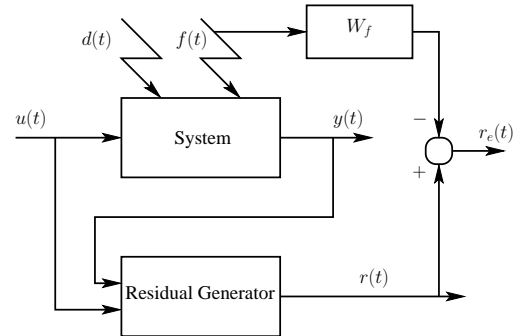 d(t)
f(t)
W_f
u(t)
System
y(t)
−
r_e(t)
+
Residual Generator
r(t)